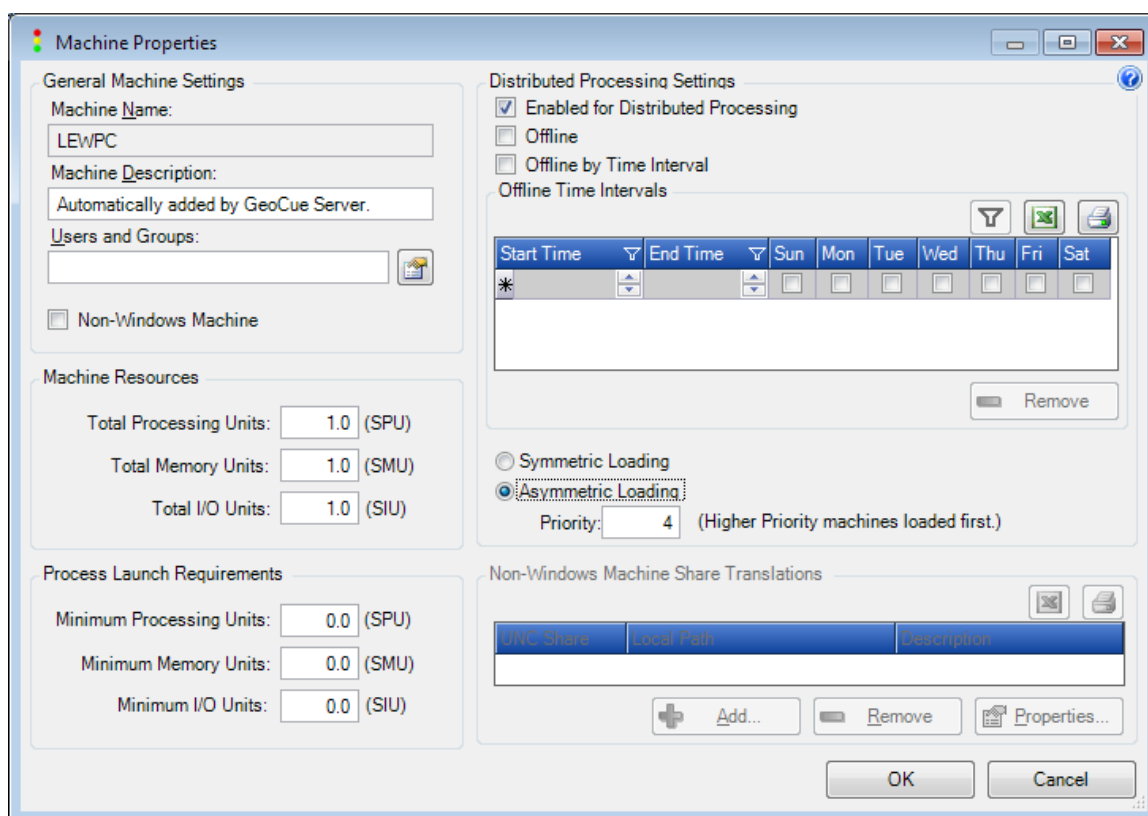 Machine Properties
General Machine Settings
Machine Name:
LEWPC
Machine Description:
Automatically added by GeoCue Server.
Users and Groups:
Non-Windows Machine
Machine Resources
Total Processing Units: 1.0 (SPU)
Total Memory Units: 1.0 (SMU)
Total I/O Units: 1.0 (SIU)
Process Launch Requirements
Minimum Processing Units: 0.0 (SPU)
Minimum Memory Units: 0.0 (SMU)
Minimum I/O Units: 0.0 (SIU)
Distributed Processing Settings
Enabled for Distributed Processing
Offline
Offline by Time Interval
Offline Time Intervals
Start Time End Time Sun Mon Tue Wed Thu Fri Sat
Remove
Symmetric Loading
Asymmetric Loading
Priority: 4 (Higher Priority machines loaded first.)
Non-Windows Machine Share Translations
UNC Share Local Path Description
Add... Remove Properties...
OK Cancel